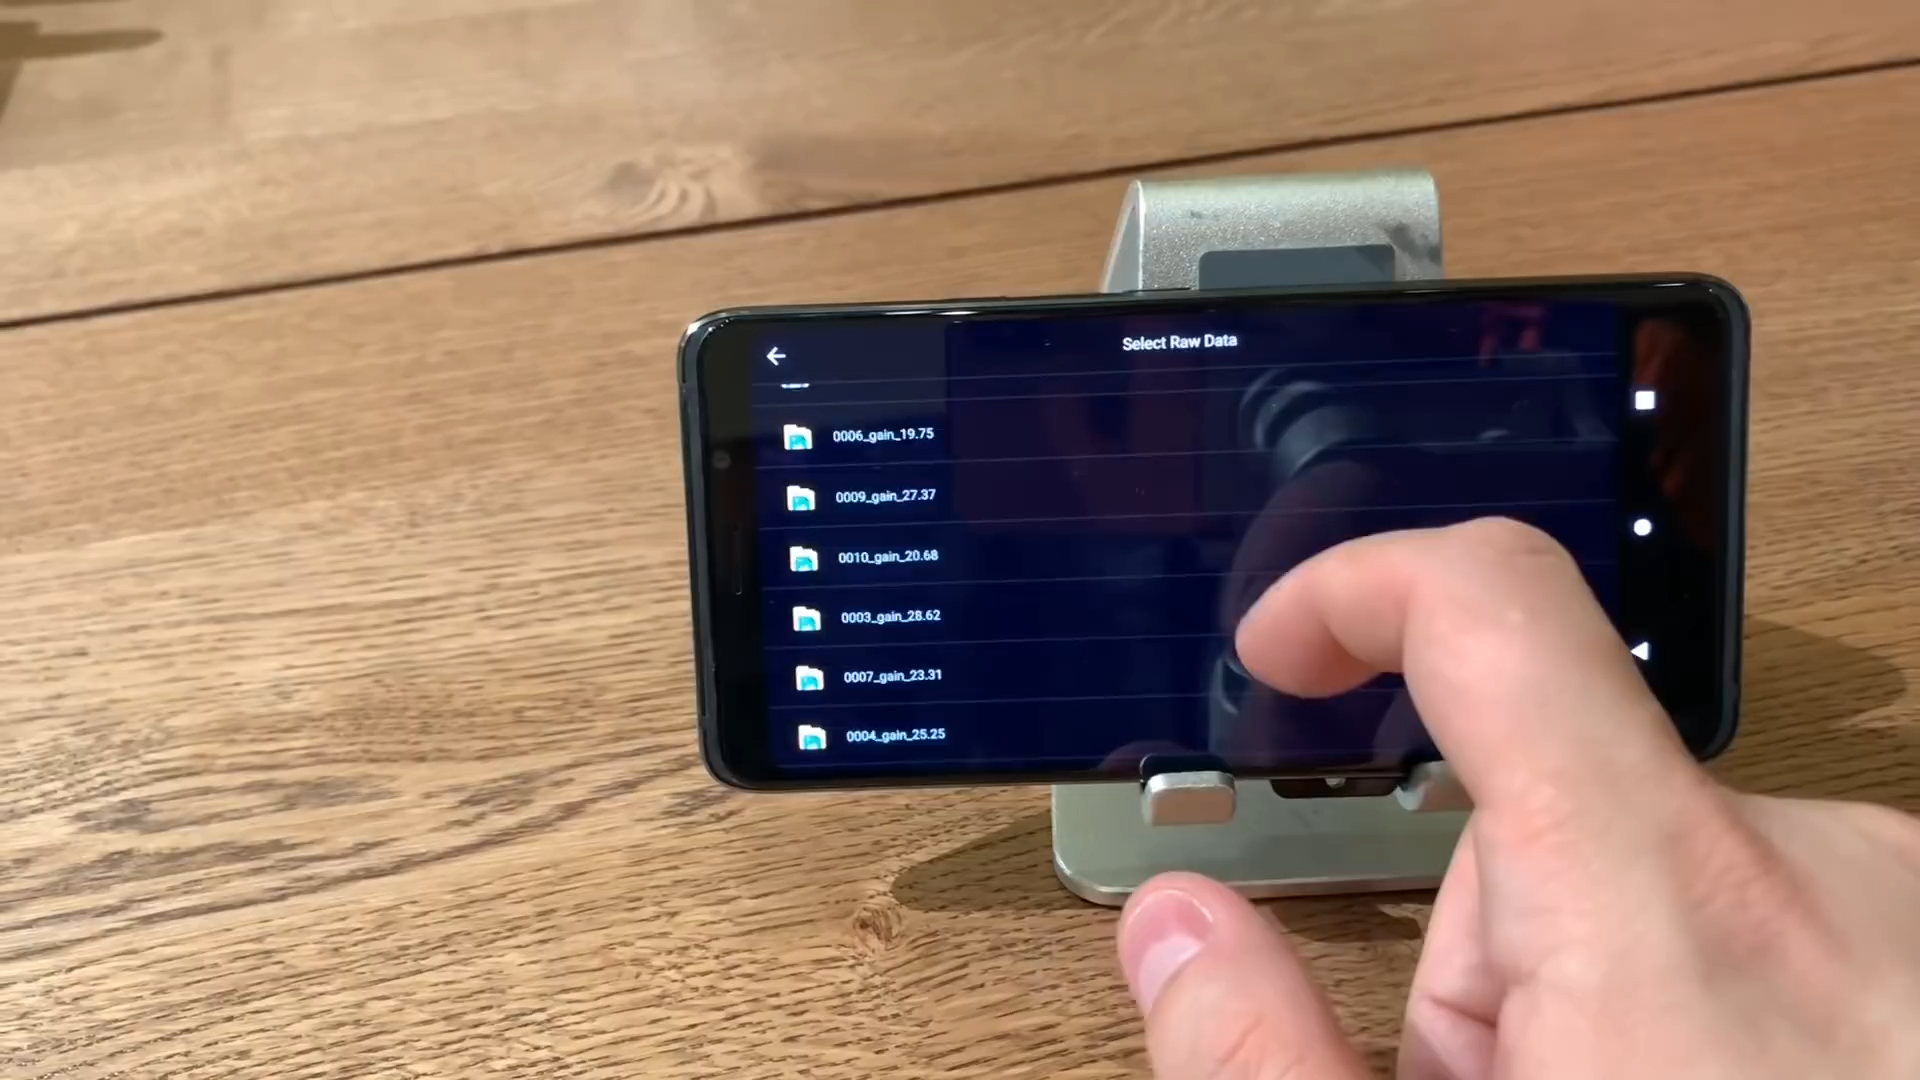 Select Raw Data
0006_gain_19.75
0009_gain_27.37
0010_gain_20.68
0003_gain_28.62
0007_gain_23.31
0004_gain_25.25